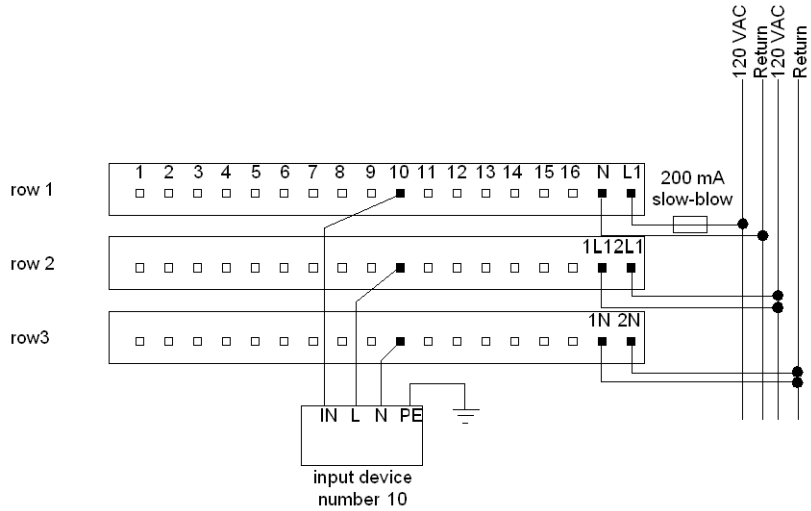 120 VAC
Return
120 VAC
Return
row 1
1 2 3 4 5 6 7 8 9 10 11 12 13 14 15 16 N L1
200 mA
slow-blow
row 2
1L12L1
row3
1N 2N
IN L N PE
input device
number 10